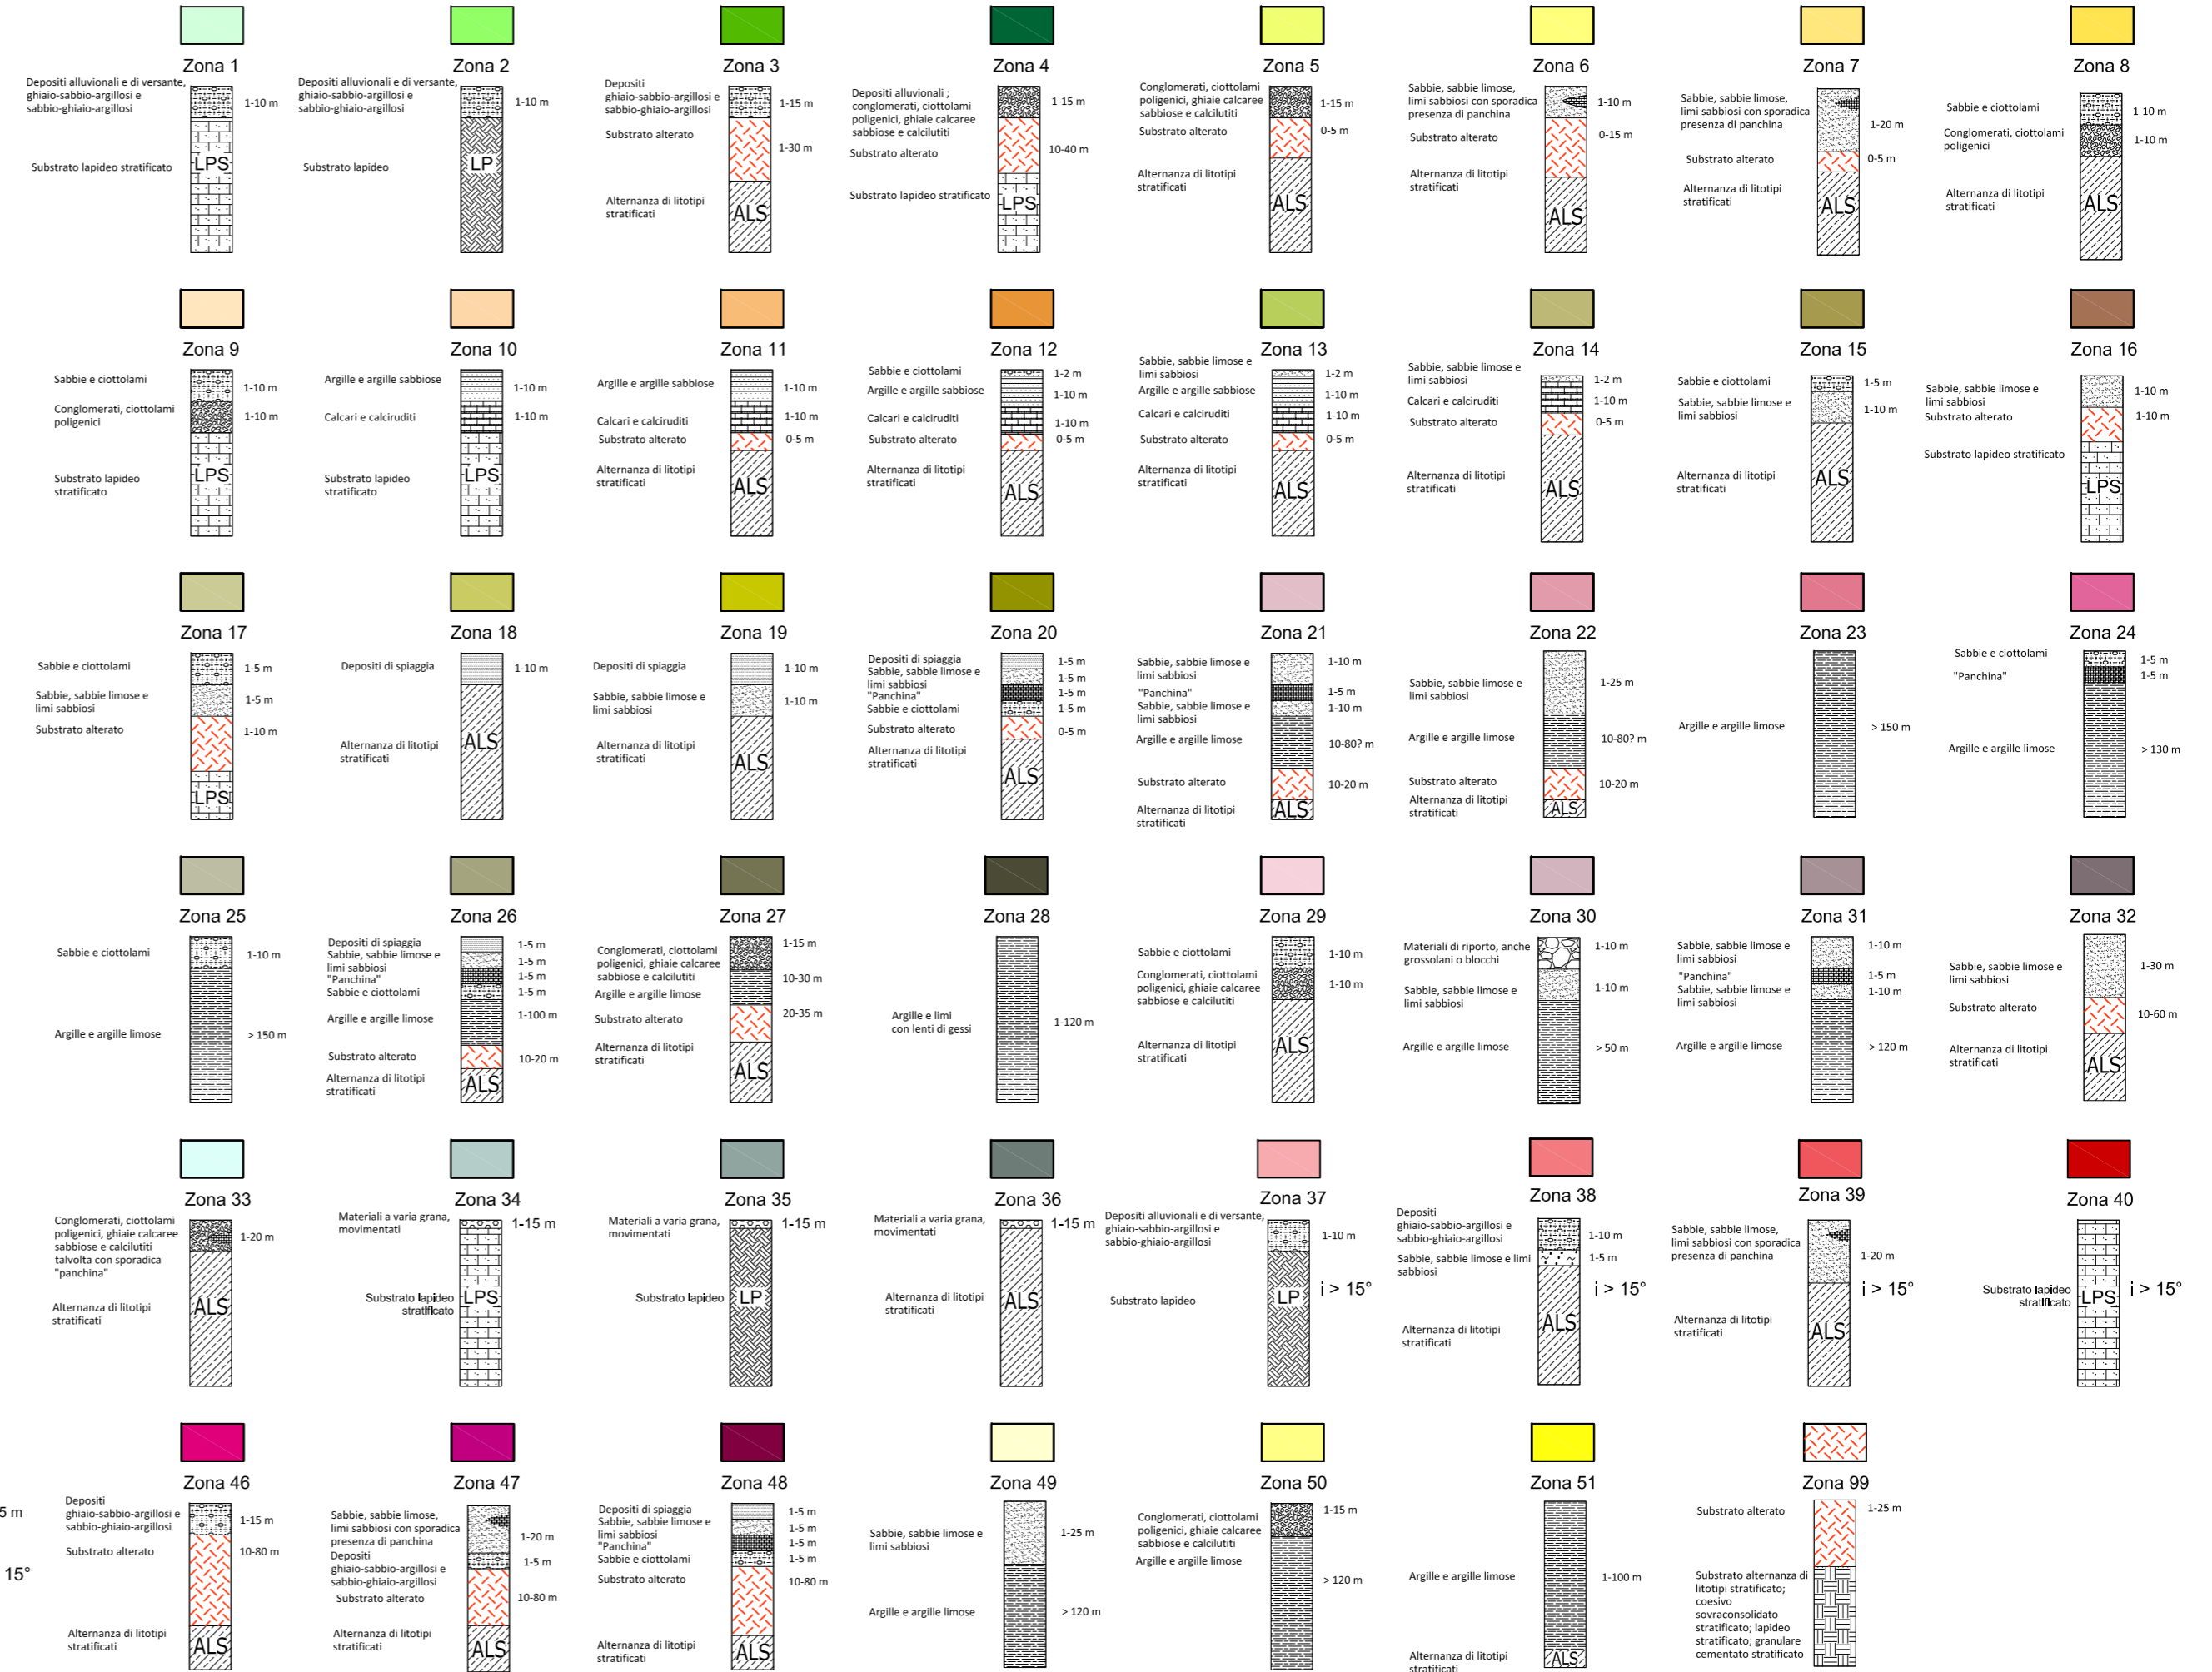 Zona 1
Depositi alluvionali e di versante,
ghiaio-sabbio-argillosi e
sabbio-ghiaio-argillosi
1-10 m
Substrato lapideo stratificato
LPS
Zona 2
Depositi alluvionali e di versante,
ghiaio-sabbio-argillosi e
sabbio-ghiaio-argillosi
1-10 m
Substrato lapideo
LP
Zona 3
Depositi
ghiaio-sabbio-argillosi e
sabbio-ghiaio-argillosi
1-15 m
Substrato alterato
1-30 m
Alternanza di litotipi
stratificati
ALS
Zona 4
Depositi alluvionali ;
conglomerati, ciottolami
poligenici, ghiaie calcaree
sabbiose e calcilutiti
1-15 m
Substrato alterato
10-40 m
Substrato lapideo stratificato
LPS
Zona 5
Conglomerati, ciottolami
poligenici, ghiaie calcaree
sabbiose e calcilutiti
1-15 m
Substrato alterato
0-5 m
Alternanza di litotipi
stratificati
ALS
Zona 6
Sabbie, sabbie limose,
limi sabbiosi con sporadica
presenza di panchina
1-10 m
Substrato alterato
0-15 m
Alternanza di litotipi
stratificati
ALS
Zona 7
Sabbie, sabbie limose,
limi sabbiosi con sporadica
presenza di panchina
1-20 m
Substrato alterato
0-5 m
Alternanza di litotipi
stratificati
ALS
Zona 8
Sabbie e ciottolami
1-10 m
Conglomerati, ciottolami
poligenici
1-10 m
Alternanza di litotipi
stratificati
ALS
Zona 9
Sabbie e ciottolami
1-10 m
Conglomerati, ciottolami
poligenici
1-10 m
Substrato lapideo
stratificato
LPS
Zona 10
Argille e argille sabbiose
1-10 m
Calcari e calciruditi
1-10 m
Substrato lapideo
stratificato
LPS
Zona 11
Argille e argille sabbiose
1-10 m
Calcari e calciruditi
1-10 m
Substrato alterato
0-5 m
Alternanza di litotipi
stratificati
ALS
Zona 12
Sabbie e ciottolami
1-2 m
Argille e argille sabbiose
1-10 m
Calcari e calciruditi
1-10 m
Substrato alterato
0-5 m
Alternanza di litotipi
stratificati
ALS
Zona 13
Sabbie, sabbie limose e
limi sabbiosi
1-2 m
Argille e argille sabbiose
1-10 m
Calcari e calciruditi
1-10 m
Substrato alterato
0-5 m
Alternanza di litotipi
stratificati
ALS
Zona 14
Sabbie, sabbie limose e
limi sabbiosi
1-2 m
Calcari e calciruditi
1-10 m
Substrato alterato
0-5 m
Alternanza di litotipi
stratificati
ALS
Zona 15
Sabbie e ciottolami
1-5 m
Sabbie, sabbie limose e
limi sabbiosi
1-10 m
Alternanza di litotipi
stratificati
ALS
Zona 16
Sabbie, sabbie limose e
limi sabbiosi
1-10 m
Substrato alterato
1-10 m
Substrato lapideo stratificato
LPS
Zona 17
Sabbie e ciottolami
1-5 m
Sabbie, sabbie limose e
limi sabbiosi
1-5 m
Substrato alterato
1-10 m
LPS
Zona 18
Depositi di spiaggia
1-10 m
Alternanza di litotipi
stratificati
ALS
Zona 19
Depositi di spiaggia
1-10 m
Sabbie, sabbie limose e
limi sabbiosi
1-10 m
Alternanza di litotipi
stratificati
ALS
Zona 20
Depositi di spiaggia
1-5 m
Sabbie, sabbie limose e
limi sabbiosi
1-5 m
"Panchina"
1-5 m
Sabbie e ciottolami
1-5 m
Substrato alterato
0-5 m
Alternanza di litotipi
stratificati
ALS
Zona 21
Sabbie, sabbie limose e
limi sabbiosi
1-10 m
"Panchina"
1-5 m
Sabbie, sabbie limose e
limi sabbiosi
1-10 m
Argille e argille limose
10-80? m
Substrato alterato
10-20 m
Alternanza di litotipi
stratificati
ALS
Zona 22
Sabbie, sabbie limose e
limi sabbiosi
1-25 m
Argille e argille limose
10-80? m
Substrato alterato
10-20 m
Alternanza di litotipi
stratificati
ALS
Zona 23
Argille e argille limose
> 150 m
Zona 24
Sabbie e ciottolami
1-5 m
"Panchina"
1-5 m
Argille e argille limose
> 130 m
Zona 25
Sabbie e ciottolami
1-10 m
Argille e argille limose
> 150 m
Zona 26
Depositi di spiaggia
1-5 m
Sabbie, sabbie limose e
limi sabbiosi
1-5 m
"Panchina"
1-5 m
Sabbie e ciottolami
1-5 m
Argille e argille limose
1-100 m
Substrato alterato
10-20 m
Alternanza di litotipi
stratificati
ALS
Zona 27
Conglomerati, ciottolami
poligenici, ghiaie calcaree
sabbiose e calcilutiti
1-15 m
Argille e argille limose
10-30 m
Substrato alterato
20-35 m
Alternanza di litotipi
stratificati
ALS
Zona 28
Argille e limi
con lenti di gessi
1-120 m
Zona 29
Sabbie e ciottolami
1-10 m
Conglomerati, ciottolami
poligenici, ghiaie calcaree
sabbiose e calcilutiti
1-10 m
Alternanza di litotipi
stratificati
ALS
Zona 30
Materiali di riporto, anche
grossolani o blocchi
1-10 m
Sabbie, sabbie limose e
limi sabbiosi
1-10 m
Argille e argille limose
> 50 m
Zona 31
Sabbie, sabbie limose e
limi sabbiosi
1-10 m
"Panchina"
1-5 m
Sabbie, sabbie limose e
limi sabbiosi
1-10 m
Argille e argille limose
> 120 m
Zona 32
Sabbie, sabbie limose e
limi sabbiosi
1-30 m
Substrato alterato
10-60 m
Alternanza di litotipi
stratificati
ALS
Zona 33
Conglomerati, ciottolami
poligenici, ghiaie calcaree
sabbiose e calcilutiti
talvolta con sporadica
"panchina"
1-20 m
Alternanza di litotipi
stratificati
ALS
Zona 34
Materiali a varia grana,
movimentati
1-15 m
Substrato lapideo
stratificato
LPS
Zona 35
Materiali a varia grana,
movimentati
1-15 m
Substrato lapideo
LP
Zona 36
Materiali a varia grana,
movimentati
1-15 m
Alternanza di litotipi
stratificati
ALS
Zona 37
Depositi alluvionali e di versante,
ghiaio-sabbio-argillosi e
sabbio-ghiaio-argillosi
1-10 m
Substrato lapideo
LP
i > 15°
Zona 38
Depositi
ghiaio-sabbio-argillosi e
sabbio-ghiaio-argillosi
1-10 m
Sabbie, sabbie limose e limi
sabbiosi
1-5 m
i > 15°
Alternanza di litotipi
stratificati
ALS
Zona 39
Sabbie, sabbie limose,
limi sabbiosi con sporadica
presenza di panchina
1-20 m
i > 15°
Alternanza di litotipi
stratificati
ALS
Zona 40
Substrato lapideo
stratificato
LPS
i > 15°
5 m
15°
Zona 46
Depositi
ghiaio-sabbio-argillosi e
sabbio-ghiaio-argillosi
1-15 m
Substrato alterato
10-80 m
Alternanza di litotipi
stratificati
ALS
Zona 47
Sabbie, sabbie limose,
limi sabbiosi con sporadica
presenza di panchina
1-20 m
Depositi
ghiaio-sabbio-argillosi e
sabbio-ghiaio-argillosi
1-5 m
Substrato alterato
10-80 m
Alternanza di litotipi
stratificati
ALS
Zona 48
Depositi di spiaggia
1-5 m
Sabbie, sabbie limose e
limi sabbiosi
1-5 m
"Panchina"
1-5 m
Sabbie e ciottolami
1-5 m
Substrato alterato
10-80 m
Alternanza di litotipi
stratificati
ALS
Zona 49
Sabbie, sabbie limose e
limi sabbiosi
1-25 m
Argille e argille limose
> 120 m
Zona 50
Conglomerati, ciottolami
poligenici, ghiaie calcaree
sabbiose e calcilutiti
1-15 m
Argille e argille limose
> 120 m
Zona 51
Argille e argille limose
1-100 m
Alternanza di litotipi
stratificati
ALS
Zona 99
Substrato alterato
1-25 m
Substrato alternanza di
litotipi stratificato;
coesivo
sovraconsolidato
stratificato; lapideo
stratificato; granulare
cementato stratificato